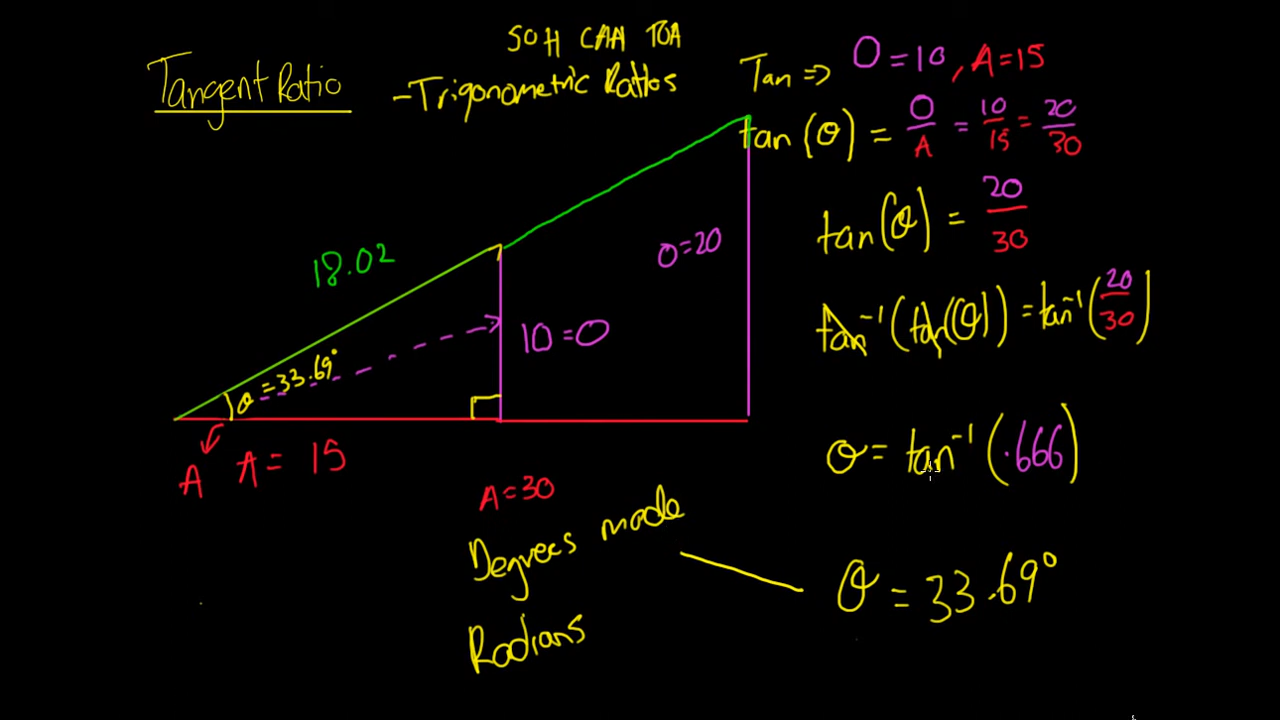 SOH CAH TOA
Tangent Ratio
-Trigonometric Ratios
Tan => O=10, A=15
tan(θ) = O/A = 10/15 = 20/30
tan(θ) = 20/30
18.02
O=20
tan⁻¹(tan(θ)) = tan⁻¹(20/30)
10=O
θ=33.69°
A
A= 15
θ= tan⁻¹(.666)
A=30
Degrees mode
θ = 33.69°
Radians